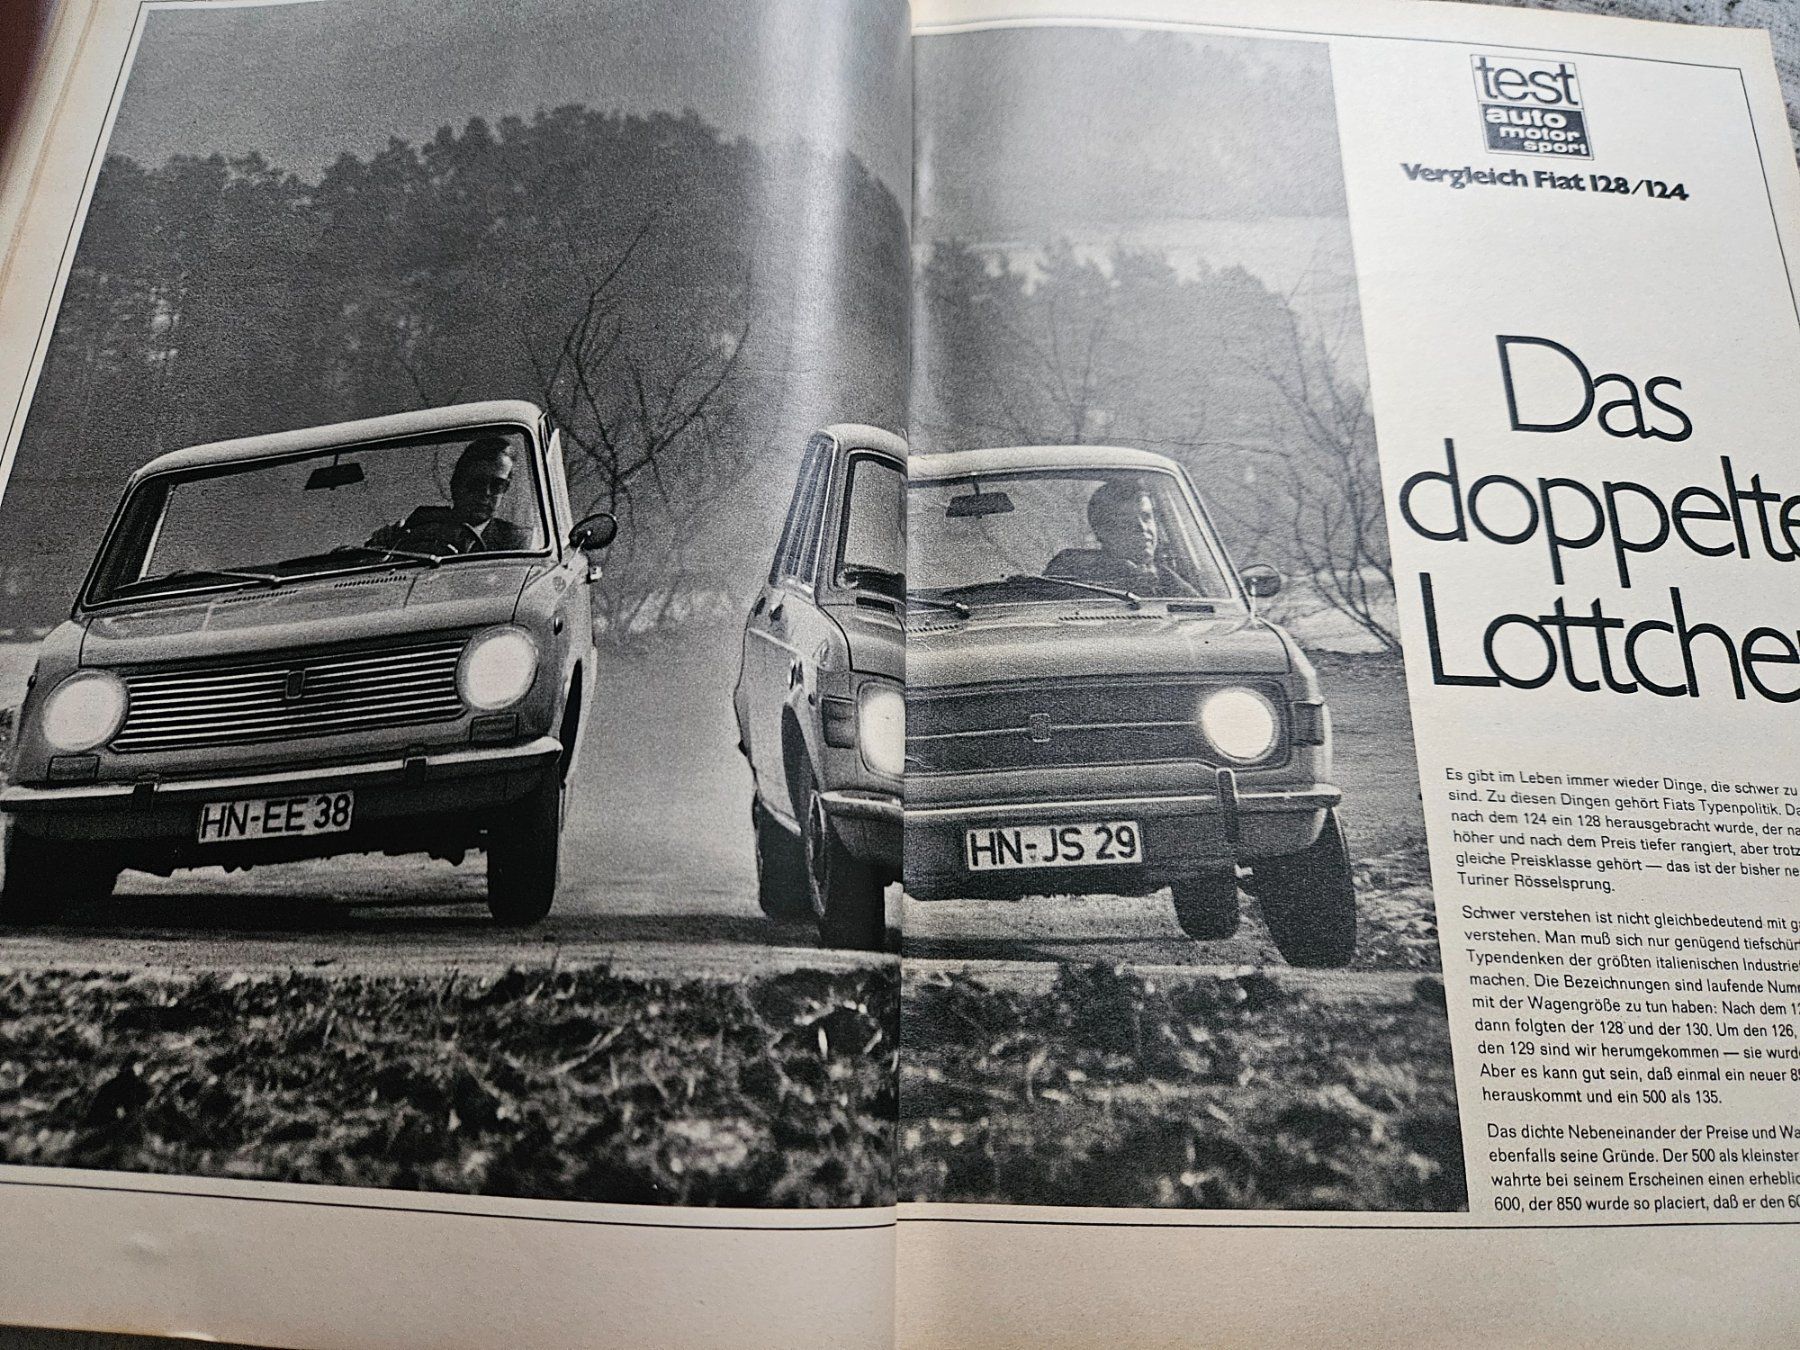 test
auto
motor
sport
Vergleich Fiat 128/124
Das
doppelte
Lottche
HN-EE 38
HN-JS 29
Es gibt im Leben immer wieder Dinge, die schwer zu
sind. Zu diesen Dingen gehört Fiats Typenpolitik.
nach dem 124 ein 128 herausgebracht wurde, der
höher und nach dem Preis tiefer rangiert, aber
gleiche Preisklasse gehört — das ist der bisher
Turiner Rösselsprung.
Schwer verstehen ist nicht gleichbedeutend mit
verstehen. Man muß sich nur genügend
Typendenken der größten italienischen
machen. Die Bezeichnungen sind laufende
mit der Wagengröße zu tun haben: Nach dem
dann folgten der 128 und der 130. Um den 126,
den 129 sind wir herumgekommen — sie
Aber es kann gut sein, daß einmal ein neuer
herauskommt und ein 500 als 135.
Das dichte Nebeneinander der Preise und
ebenfalls seine Gründe. Der 500 als kleinster
wahrte bei seinem Erscheinen einen
600, der 850 wurde so placiert, daß er den